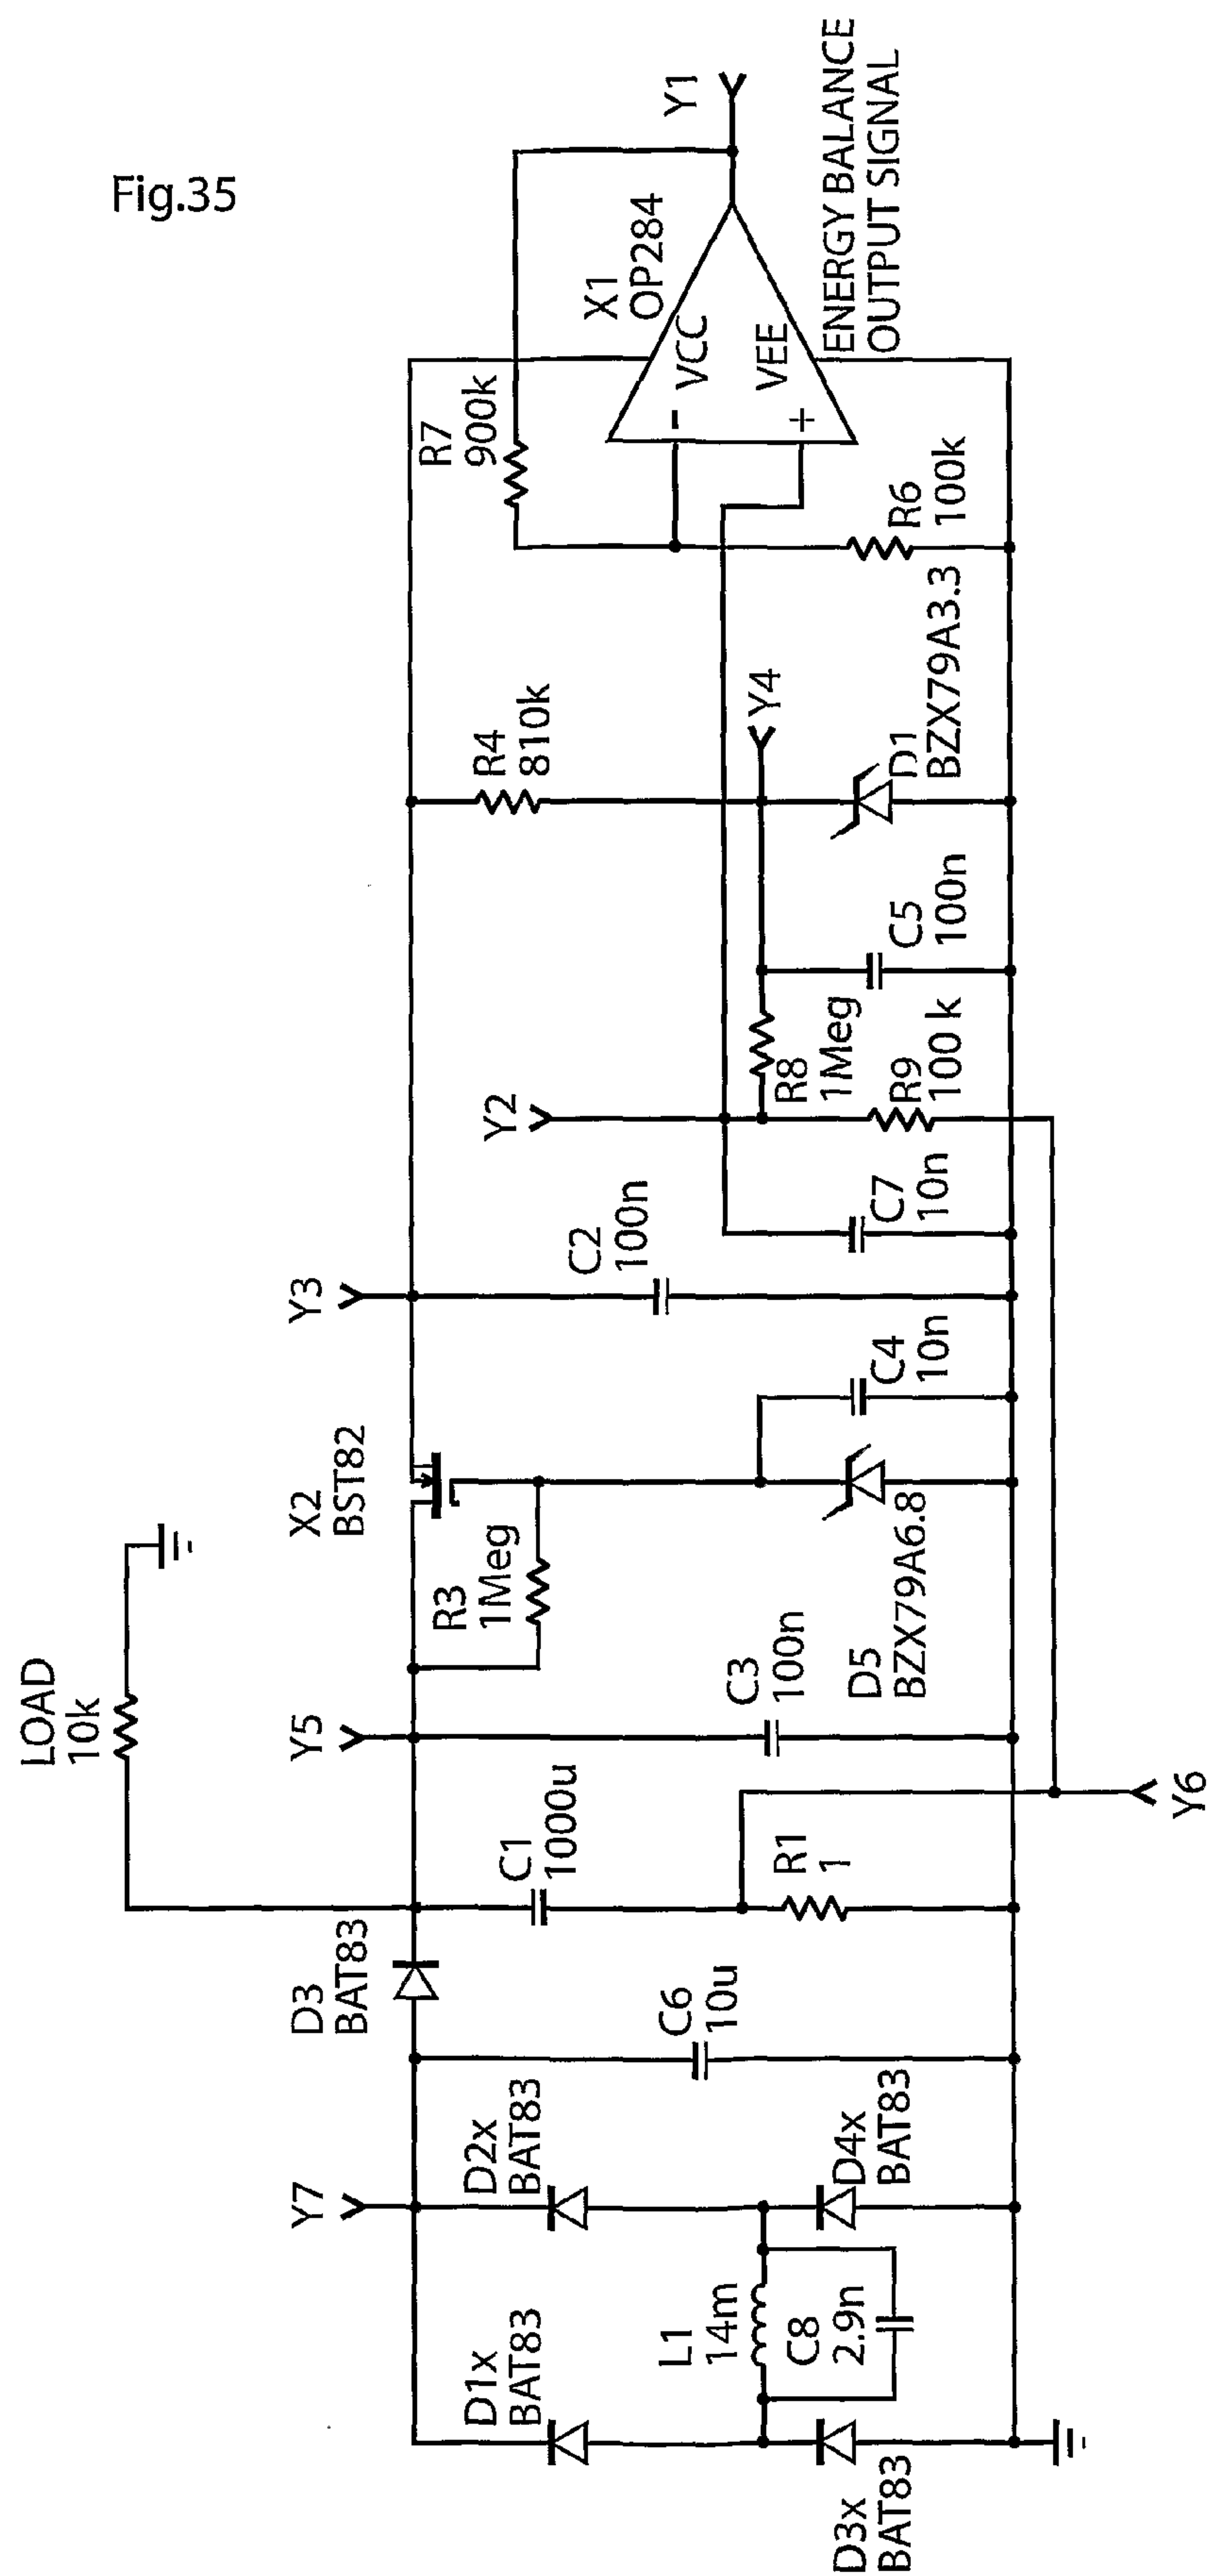 Fig.35
LOAD
10k
Y7
D3
BAT83
Y5
X2
BST82
Y3
Y2
D1x
BAT83
D2x
BAT83
C1
1000u
R3
1Meg
R4
810k
R7
900k
X1
OP284
Y1
L1
14m
C6
10u
C3
100n
C2
100n
VCC
-
VEE
+
Y4
C8
2.9n
R1
1
D3x
BAT83
D4x
BAT83
D5
BZX79A6.8
C4
10n
C7
10n
R8
1Meg
R9
100 k
C5
100n
D1
BZX79A3.3
R6
100k
ENERGY BALANCE
OUTPUT SIGNAL
Y6